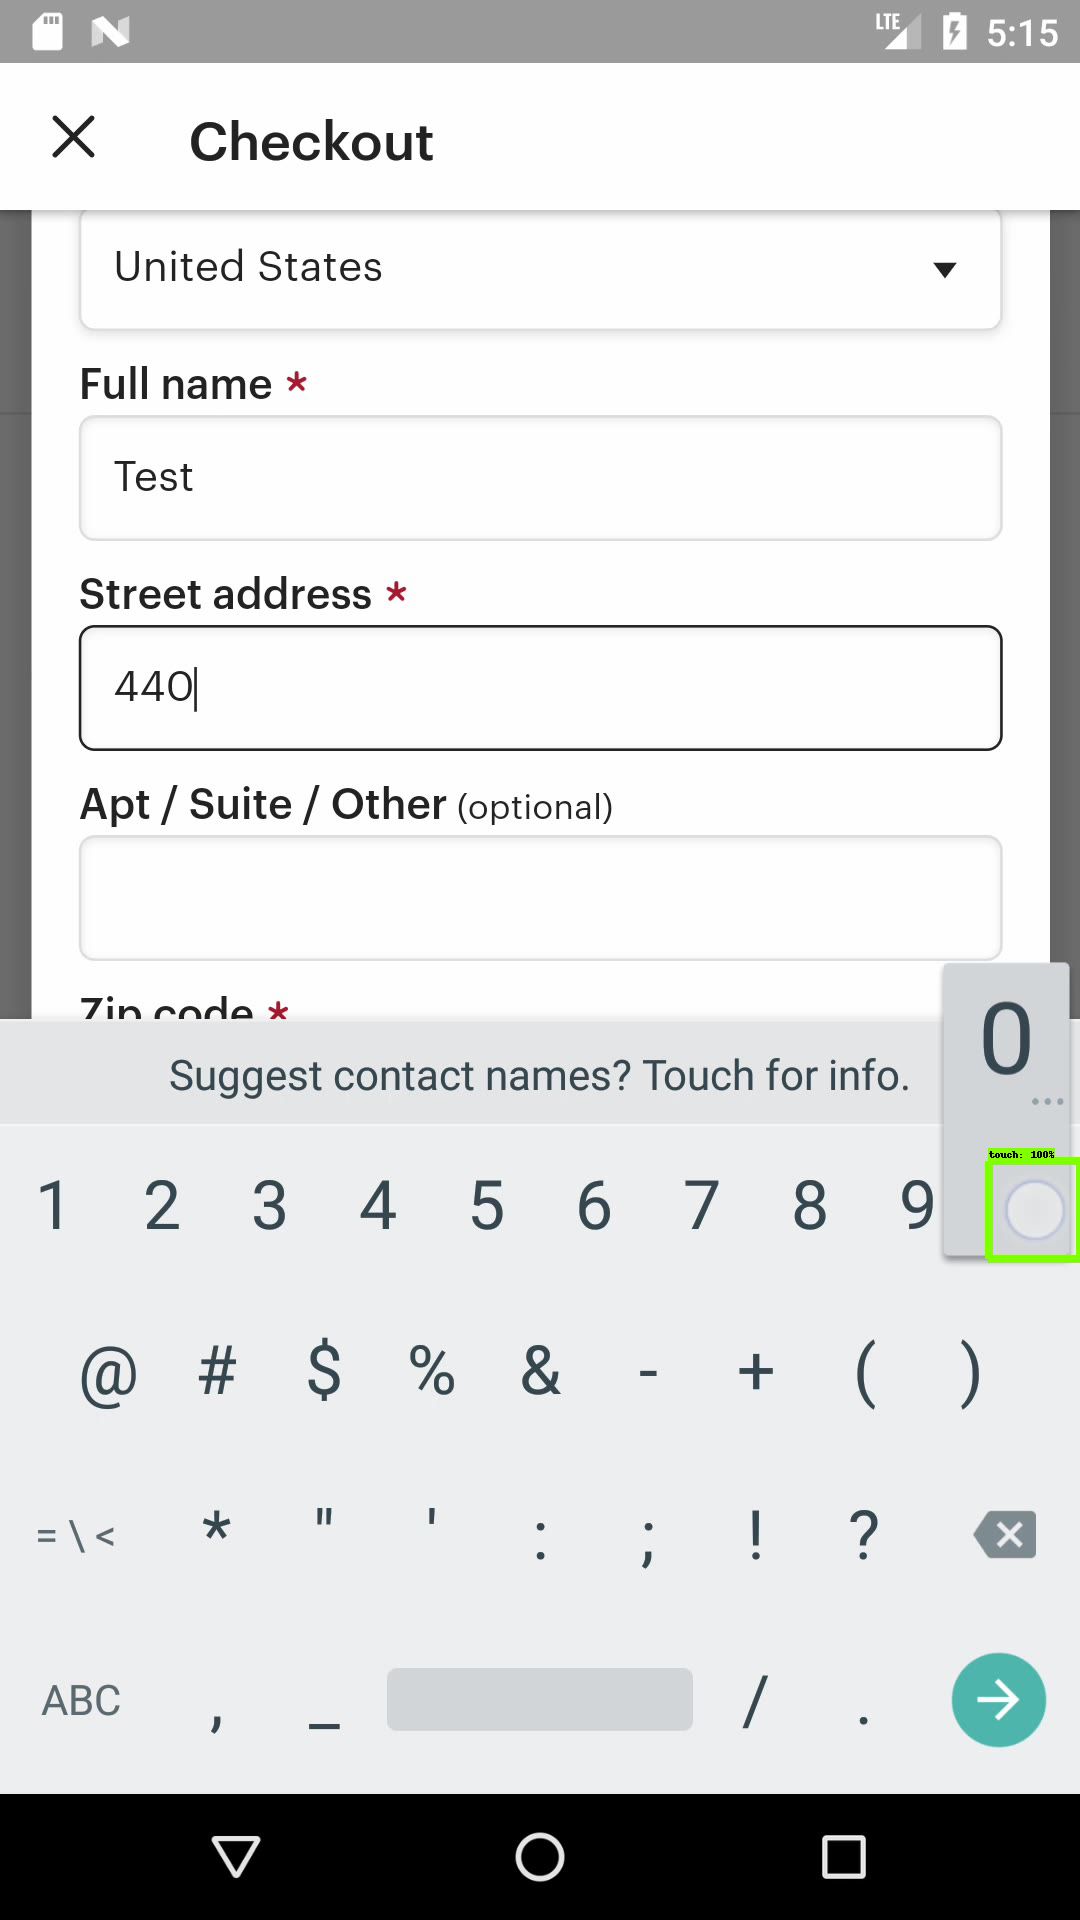 LTE 5:15
Checkout
United States
Full name *
Test
Street address *
440
Apt / Suite / Other (optional)
Zip code *
0
Suggest contact names? Touch for info.
...
touch: 100%
1 2 3 4 5 6 7 8 9
@ # $ % & - + ( )
= \ < * " ' : ; ! ?
ABC , _ / .